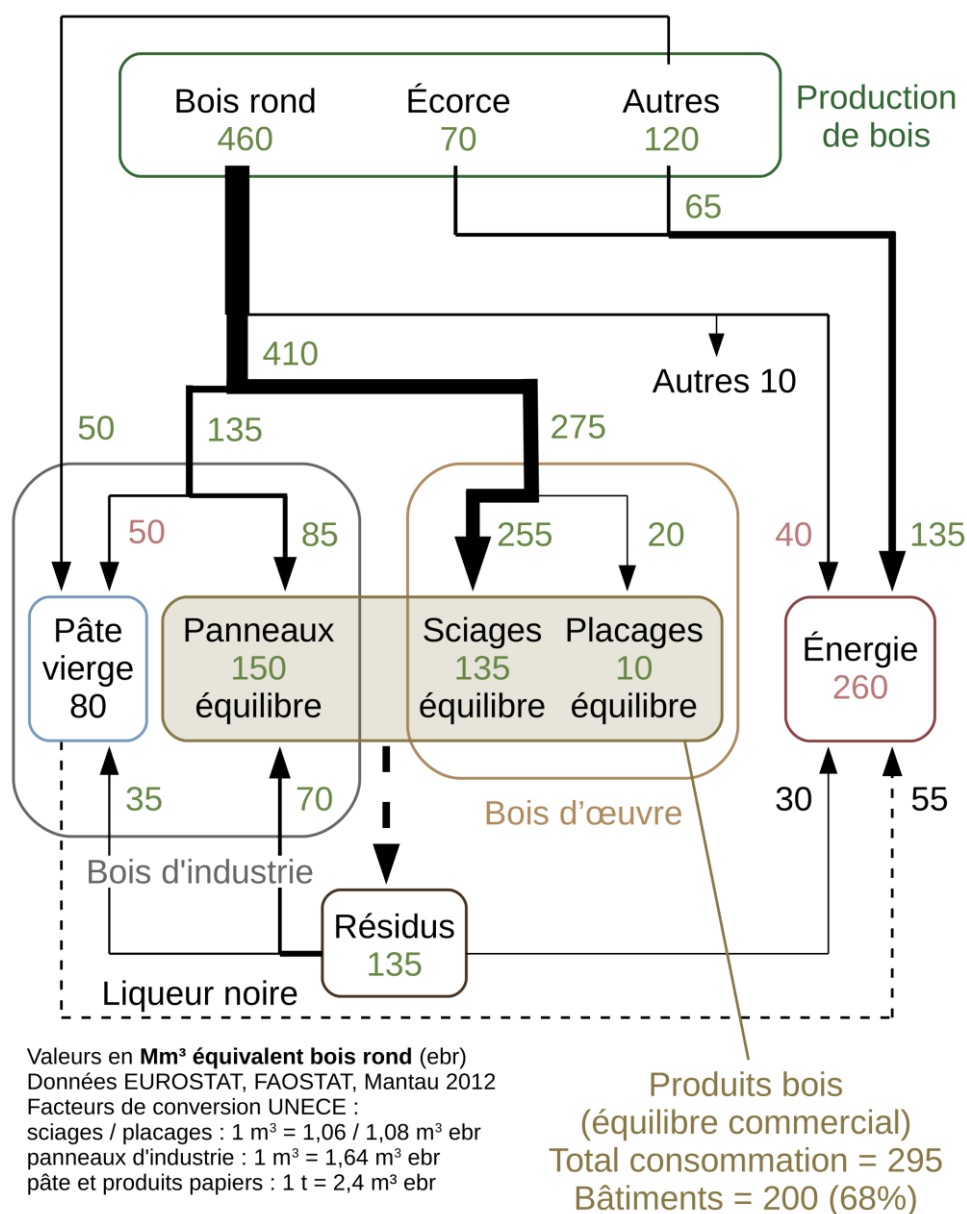 Bois rond
460
Écorce
70
Autres
120
Production
de bois
65
410
Autres 10
50
135
275
50
85
255
20
40
135
Pâte
vierge
80
Panneaux
150
équilibre
Sciages
135
équilibre
Placages
10
équilibre
Énergie
260
35
70
30
55
Bois d'œuvre
Bois d'industrie
Résidus
135
Liqueur noire
Valeurs en Mm³ équivalent bois rond (ebr)
Données EUROSTAT, FAOSTAT, Mantau 2012
Facteurs de conversion UNECE :
sciages / placages : 1 m³ = 1,06 / 1,08 m³ ebr
panneaux d'industrie : 1 m³ = 1,64 m³ ebr
pâte et produits papiers : 1 t = 2,4 m³ ebr
Produits bois
(équilibre commercial)
Total consommation = 295
Bâtiments = 200 (68%)